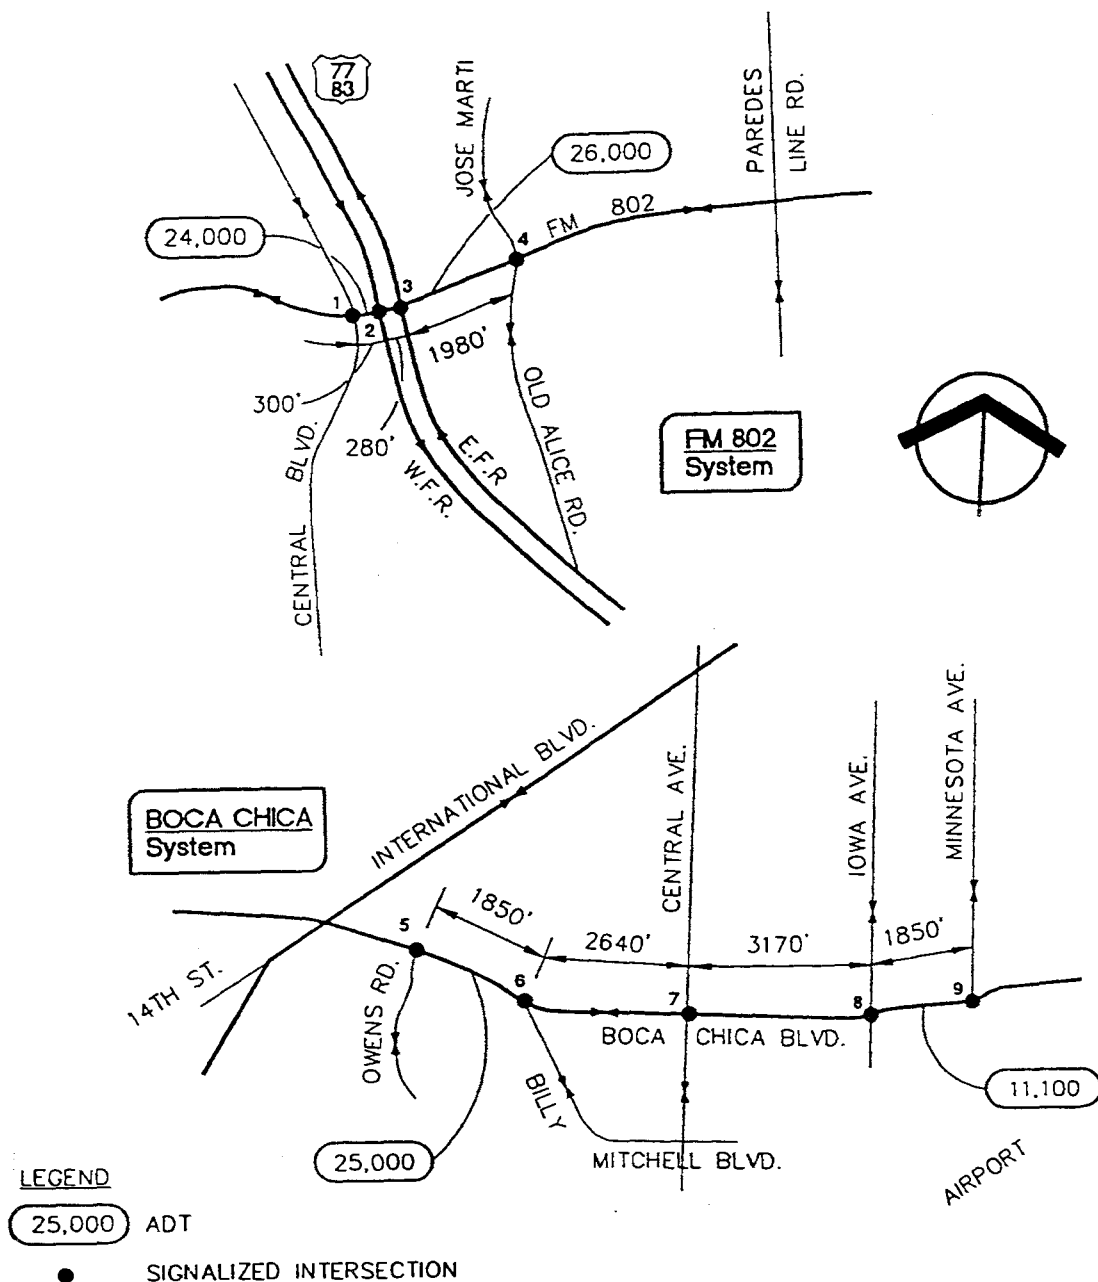 77
83
JOSE MARTI
PAREDES
LINE RD.
26,000
24,000
FM 802
4
3
1
2
1980'
300'
280'
CENTRAL BLVD.
E.F.R
W.F.R.
OLD ALICE RD.
FM 802
System
BOCA CHICA
System
INTERNATIONAL BLVD.
CENTRAL AVE.
IOWA AVE.
MINNESOTA AVE.
1850'
2640'
3170'
1850'
5
6
7
8
9
14TH ST.
OWENS RD.
BOCA CHICA BLVD.
BILLY
MITCHELL BLVD.
25,000
11,100
AIRPORT
LEGEND
25,000 ADT
SIGNALIZED INTERSECTION